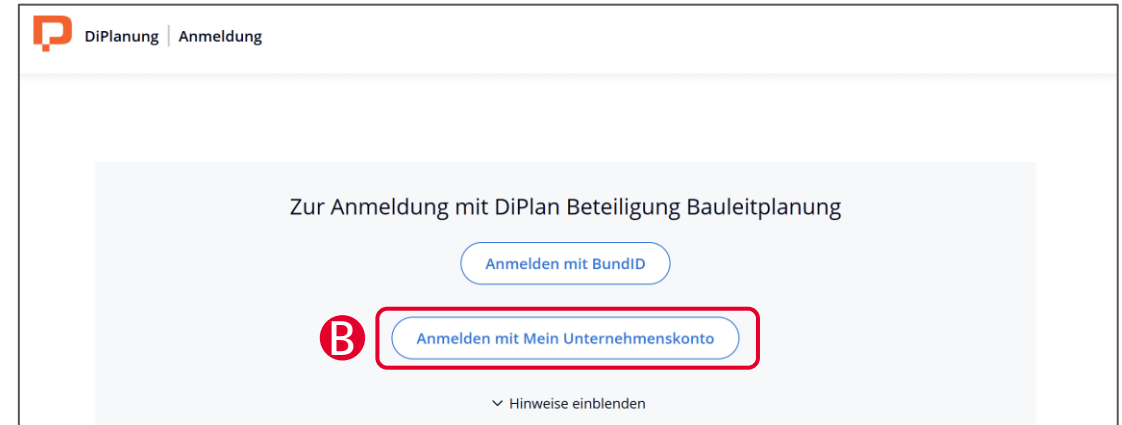 DiPlanung | Anmeldung
Zur Anmeldung mit DiPlan Beteiligung Bauleitplanung
Anmelden mit BundID
B Anmelden mit Mein Unternehmenskonto
Hinweise einblenden